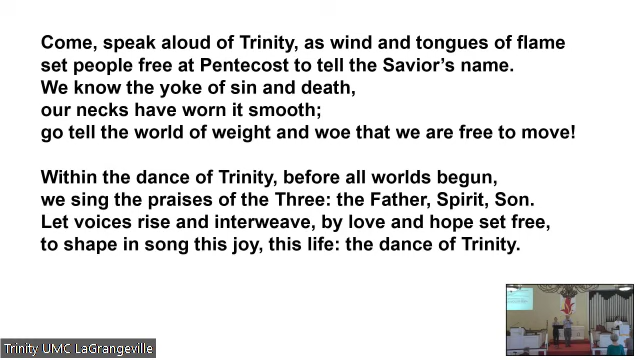 Come, speak aloud of Trinity, as wind and tongues of flame
set people free at Pentecost to tell the Savior’s name.
We know the yoke of sin and death,
our necks have worn it smooth;
go tell the world of weight and woe that we are free to move!
Within the dance of Trinity, before all worlds begun,
we sing the praises of the Three: the Father, Spirit, Son.
Let voices rise and interweave, by love and hope set free,
to shape in song this joy, this life: the dance of Trinity.
Trinity UMC LaGrangeville